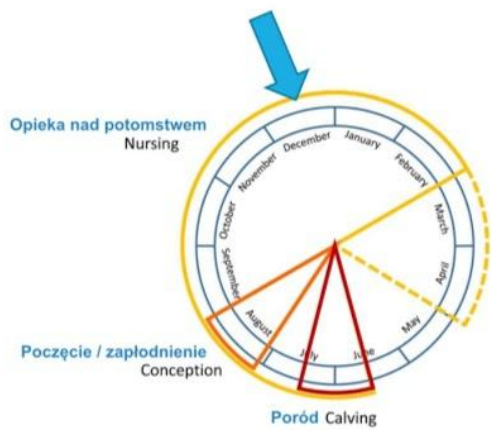 Opieka nad potomstwem
Nursing
December
January
November
February
October
March
September
April
August
May
July
June
Poczęcie / zapłodnienie
Conception
Poród Calving